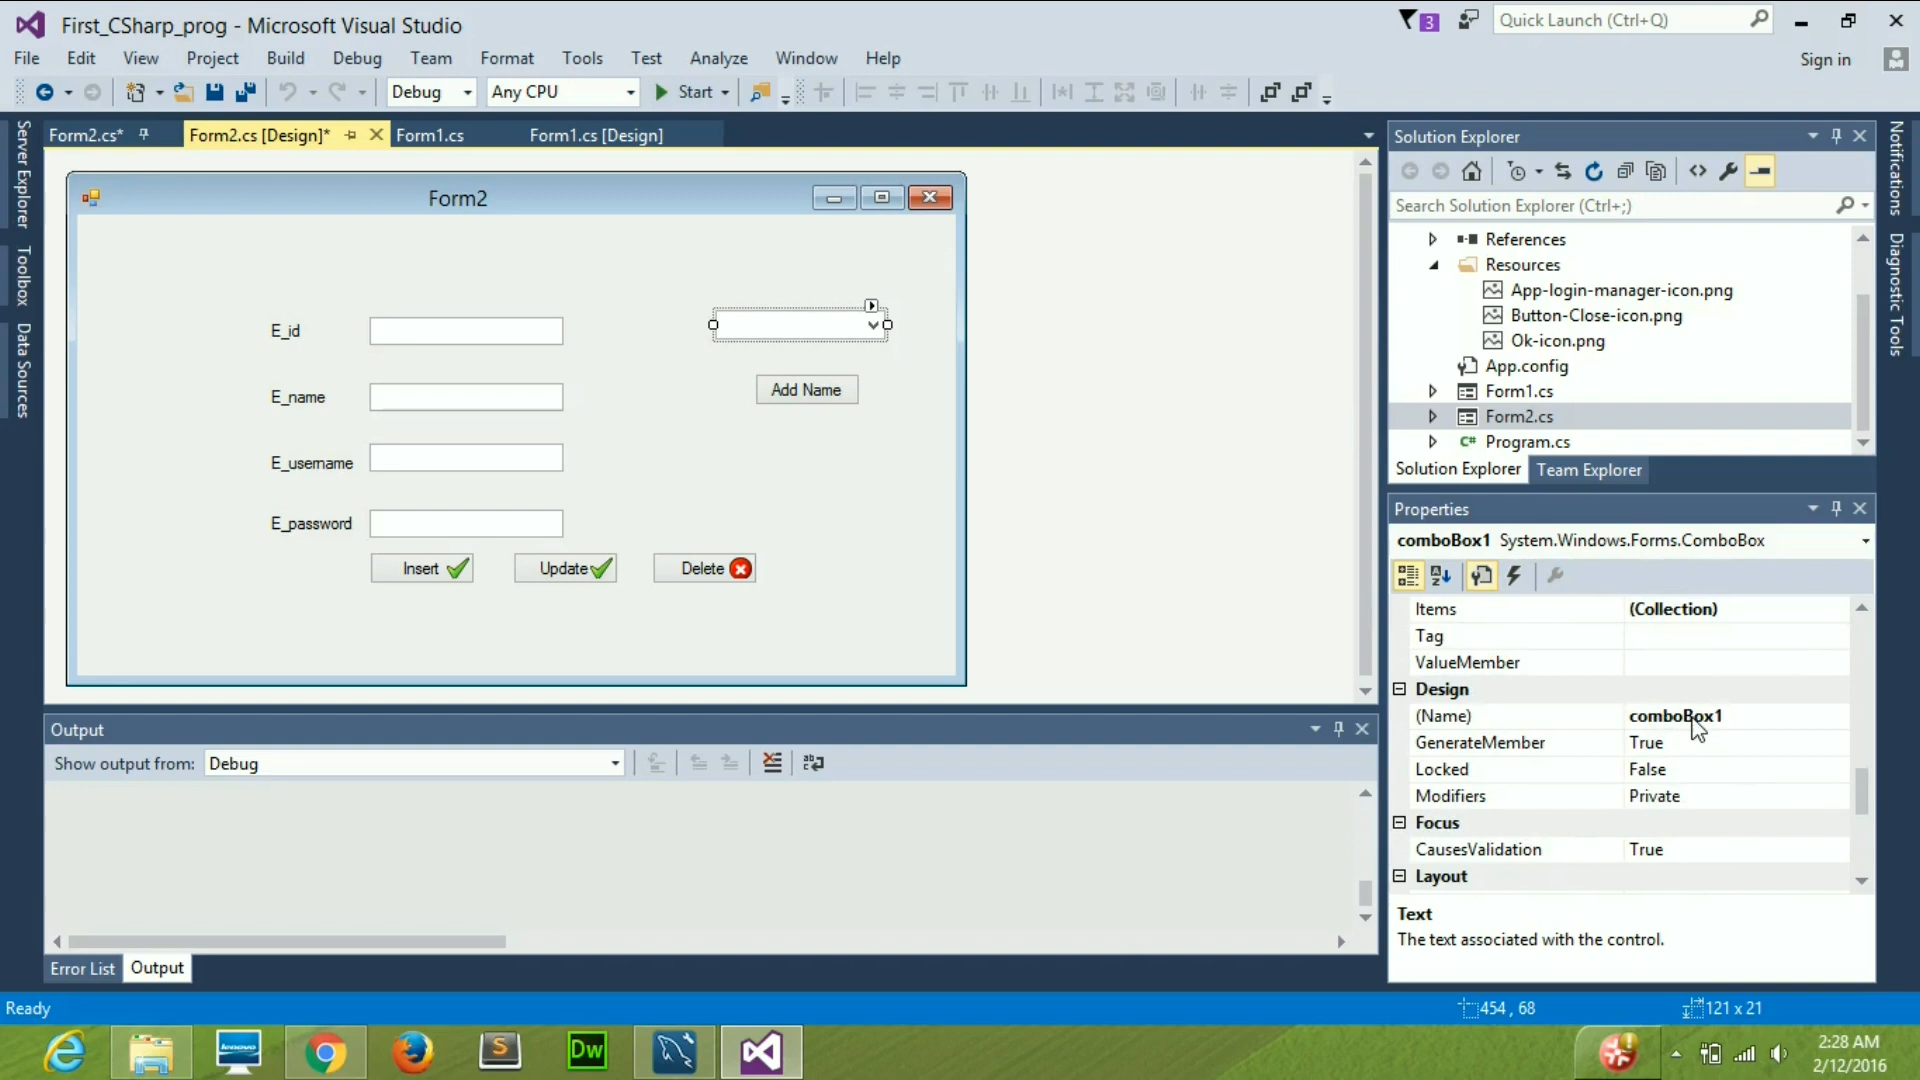 First_CSharp_prog - Microsoft Visual Studio
3
Quick Launch (Ctrl+Q)
File Edit View Project Build Debug Team Format Tools Test Analyze Window Help
Sign in
Debug Any CPU Start
Form2.cs* Form2.cs [Design]* Form1.cs Form1.cs [Design]
Server Explorer
Toolbox
Data Sources
Form2
E_id
E_name
Add Name
E_username
E_password
Insert Update Delete
Output
Show output from: Debug
Error List Output
Solution Explorer
Search Solution Explorer (Ctrl+;)
References
Resources
App-login-manager-icon.png
Button-Close-icon.png
Ok-icon.png
App.config
Form1.cs
Form2.cs
C# Program.cs
Solution Explorer Team Explorer
Notifications
Diagnostic Tools
Properties
comboBox1 System.Windows.Forms.ComboBox
Items (Collection)
Tag
ValueMember
Design
(Name) comboBox1
GenerateMember True
Locked False
Modifiers Private
Focus
CausesValidation True
Layout
Text
The text associated with the control.
Ready 454 , 68 121 x 21
lenovo
S
Dw
2:28 AM
2/12/2016